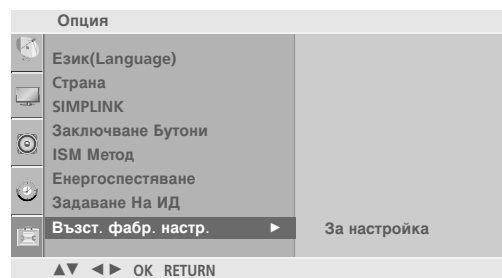 Опция
Език(Language)
Страна
SIMPLINK
Заключване Бутони
ISM Метод
Енергоспестяване
Задаване На ИД
Възст. фабр. настр. ► За настройка
▲▼ ◄► OK RETURN